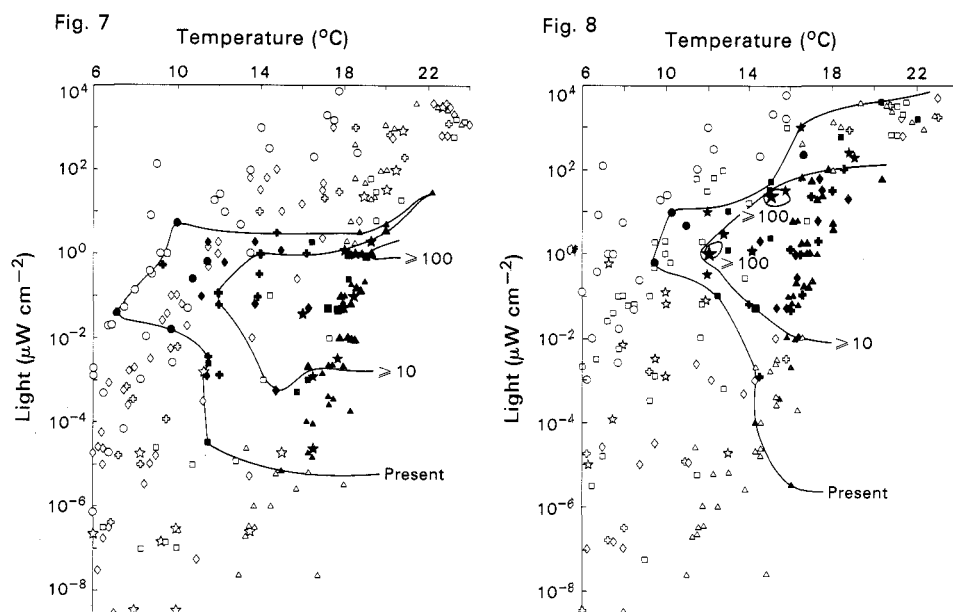 Fig. 7
Temperature (°C)
6 10 14 18 22
10⁴
10²
10⁰
10⁻²
10⁻⁴
10⁻⁶
10⁻⁸
Light (μW cm⁻²)
⩾100
⩾10
Present
Fig. 8
Temperature (°C)
6 10 14 18 22
10⁴
10²
10⁰
10⁻²
10⁻⁴
10⁻⁶
10⁻⁸
Light (μW cm⁻²)
⩾100
⩾100
⩾10
Present